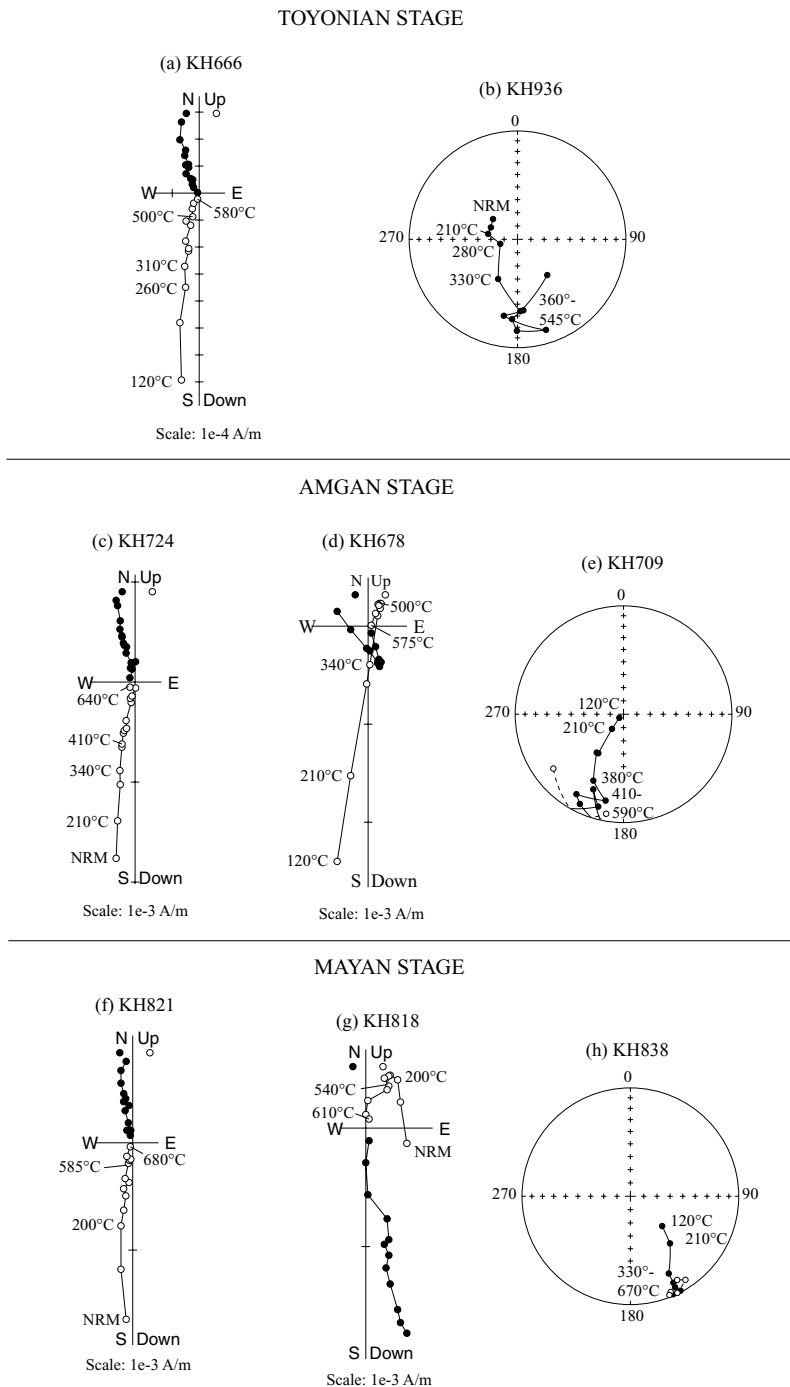 TOYONIAN STAGE
(a) KH666
N Up
W E
500°C 580°C
310°C
260°C
120°C
S Down
Scale: 1e-4 A/m
(b) KH936
0
NRM
210°C
270 90
280°C
330°C
360°-
545°C
180
AMGAN STAGE
(c) KH724
N Up
W E
640°C
410°C
340°C
210°C
NRM
S Down
Scale: 1e-3 A/m
(d) KH678
N Up
500°C
W E
575°C
340°C
210°C
120°C
S Down
Scale: 1e-3 A/m
(e) KH709
0
120°C
270 90
210°C
380°C
410-
590°C
180
MAYAN STAGE
(f) KH821
N Up
W E
680°C
585°C
200°C
NRM
S Down
Scale: 1e-3 A/m
(g) KH818
N Up
200°C
540°C
610°C
W E
NRM
S Down
Scale: 1e-3 A/m
(h) KH838
0
270 90
120°C
210°C
330°-
670°C
180